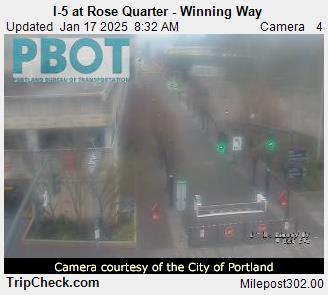 I-5 at Rose Quarter - Winning Way
Updated Jan 17 2025 8:32 AM Camera 4
PBOT
PORTLAND BUREAU OF TRANSPORTATION
Camera courtesy of the City of Portland
TripCheck.com Milepost302.00